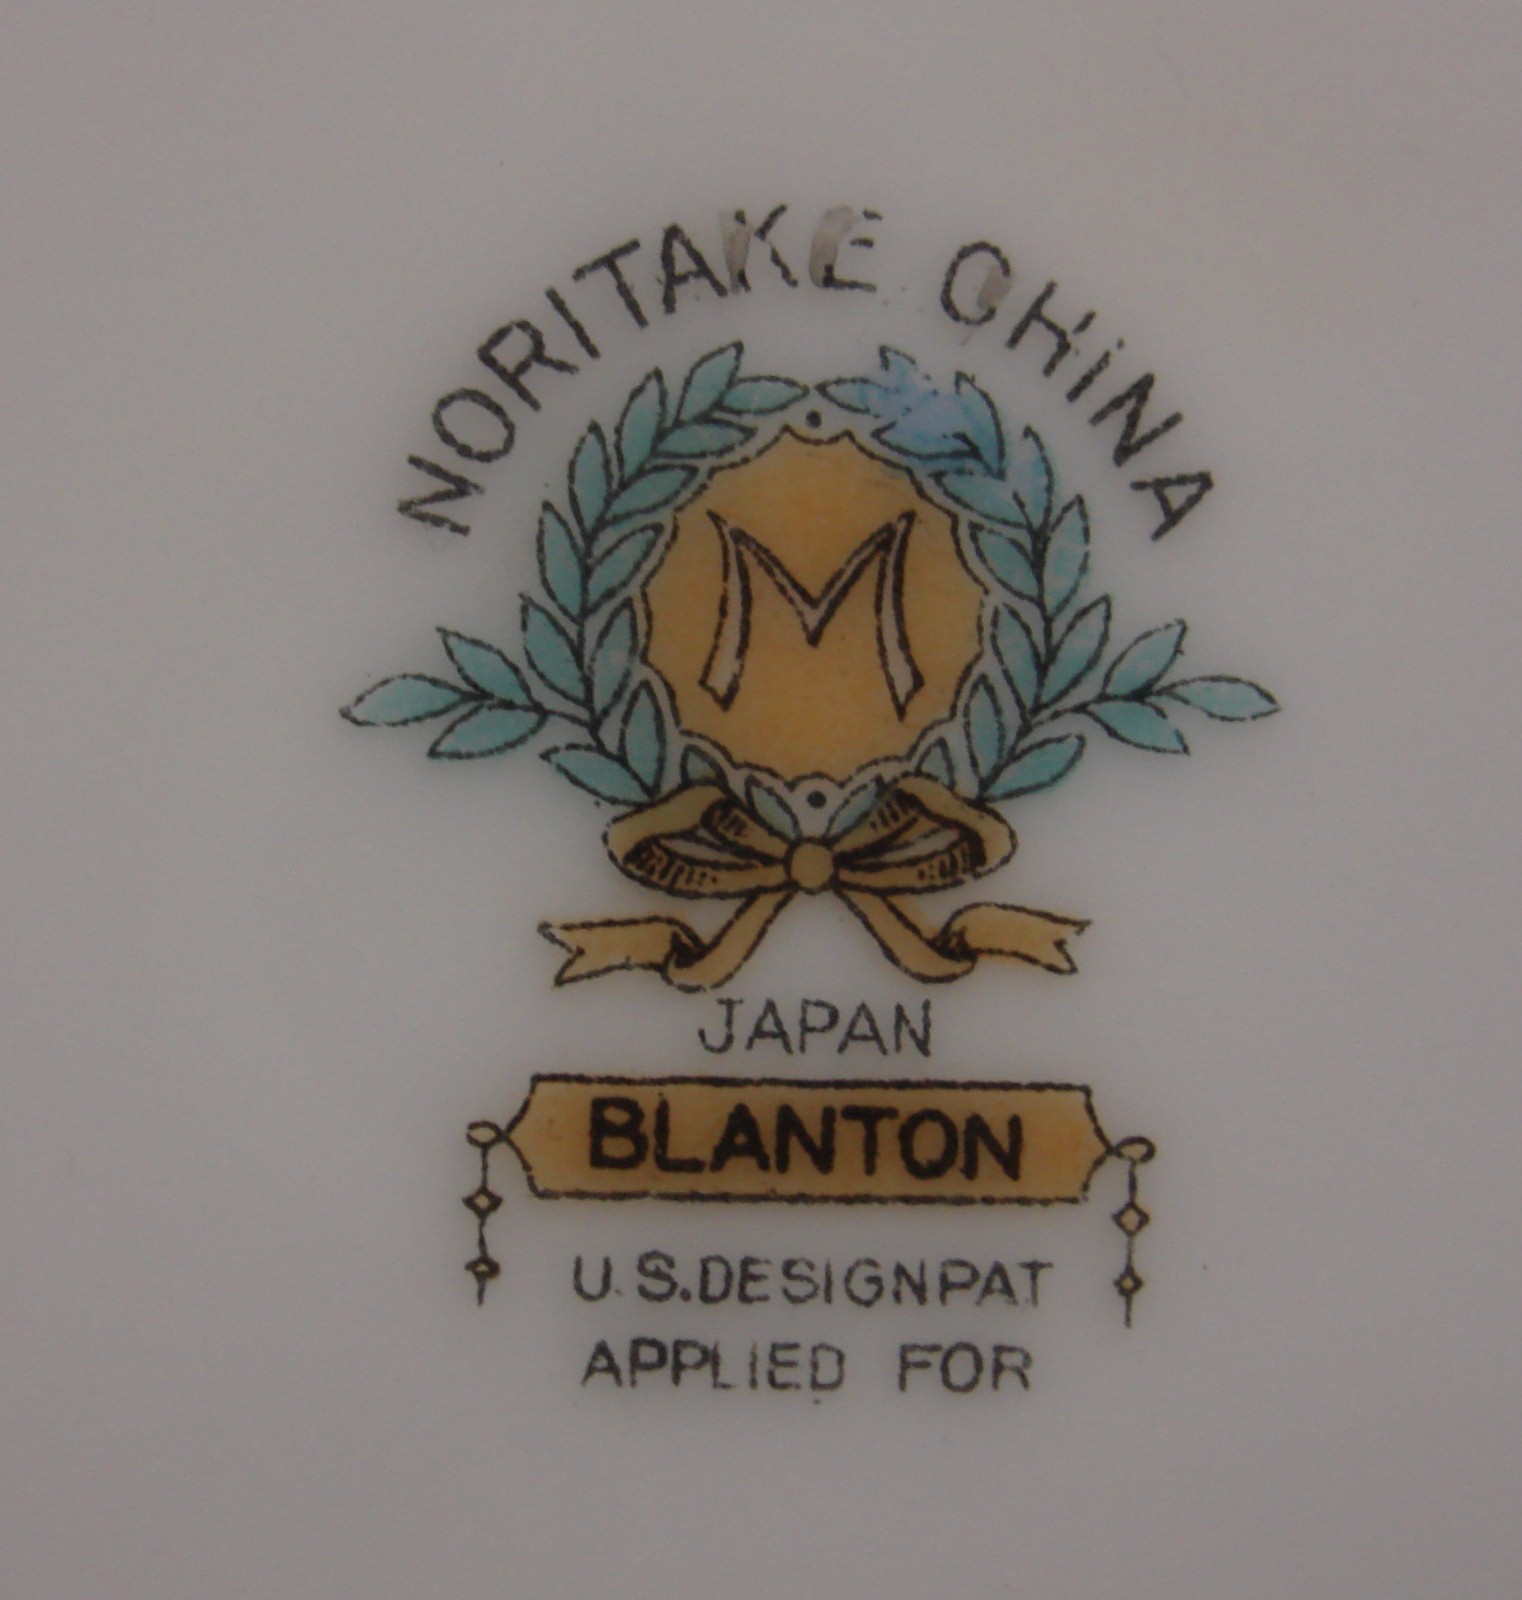 NORITAKE CHiNA
M
JAPAN
BLANTON
U.S.DESIGNPAT
APPLIED FOR